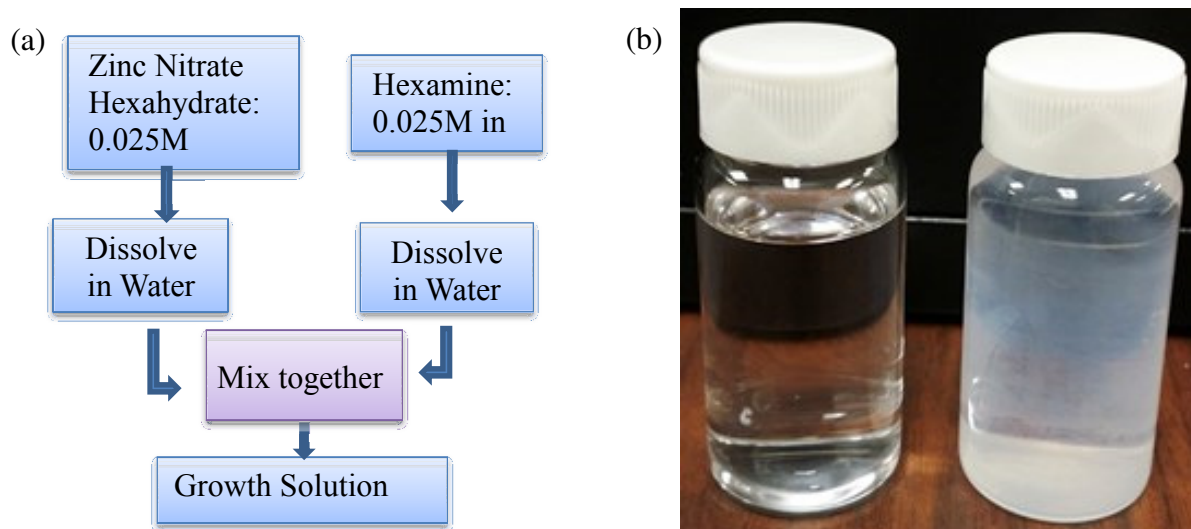 (a)
Zinc Nitrate
Hexahydrate:
0.025M
Hexamine:
0.025M in
Dissolve
in Water
Dissolve
in Water
Mix together
Growth Solution
(b)